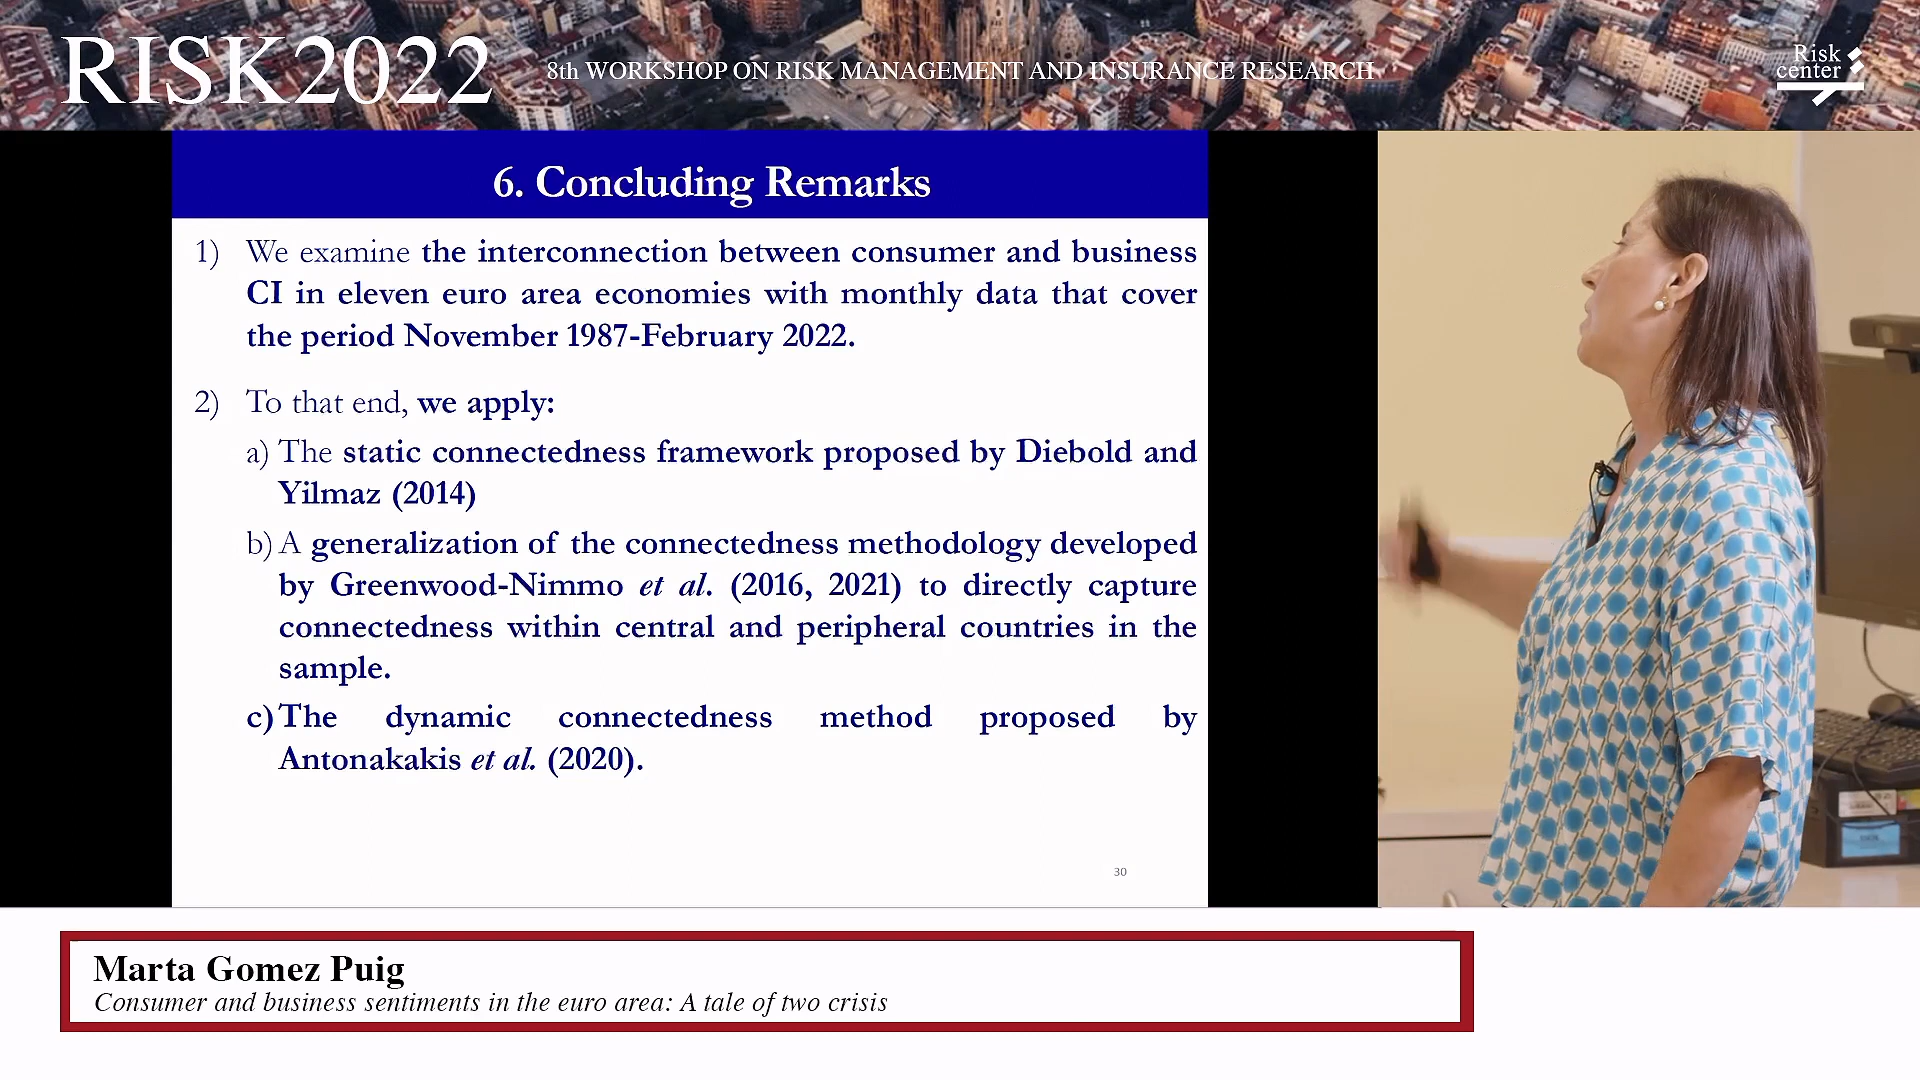 RISK2022
8th WORKSHOP ON RISK MANAGEMENT AND INSURANCE RESEARCH
Risk
center
6. Concluding Remarks
1) We examine the interconnection between consumer and business
CI in eleven euro area economies with monthly data that cover
the period November 1987-February 2022.
2) To that end, we apply:
a) The static connectedness framework proposed by Diebold and
Yilmaz (2014)
b) A generalization of the connectedness methodology developed
by Greenwood-Nimmo et al. (2016, 2021) to directly capture
connectedness within central and peripheral countries in the
sample.
c) The dynamic connectedness method proposed by
Antonakakis et al. (2020).
30
Marta Gomez Puig
Consumer and business sentiments in the euro area: A tale of two crisis